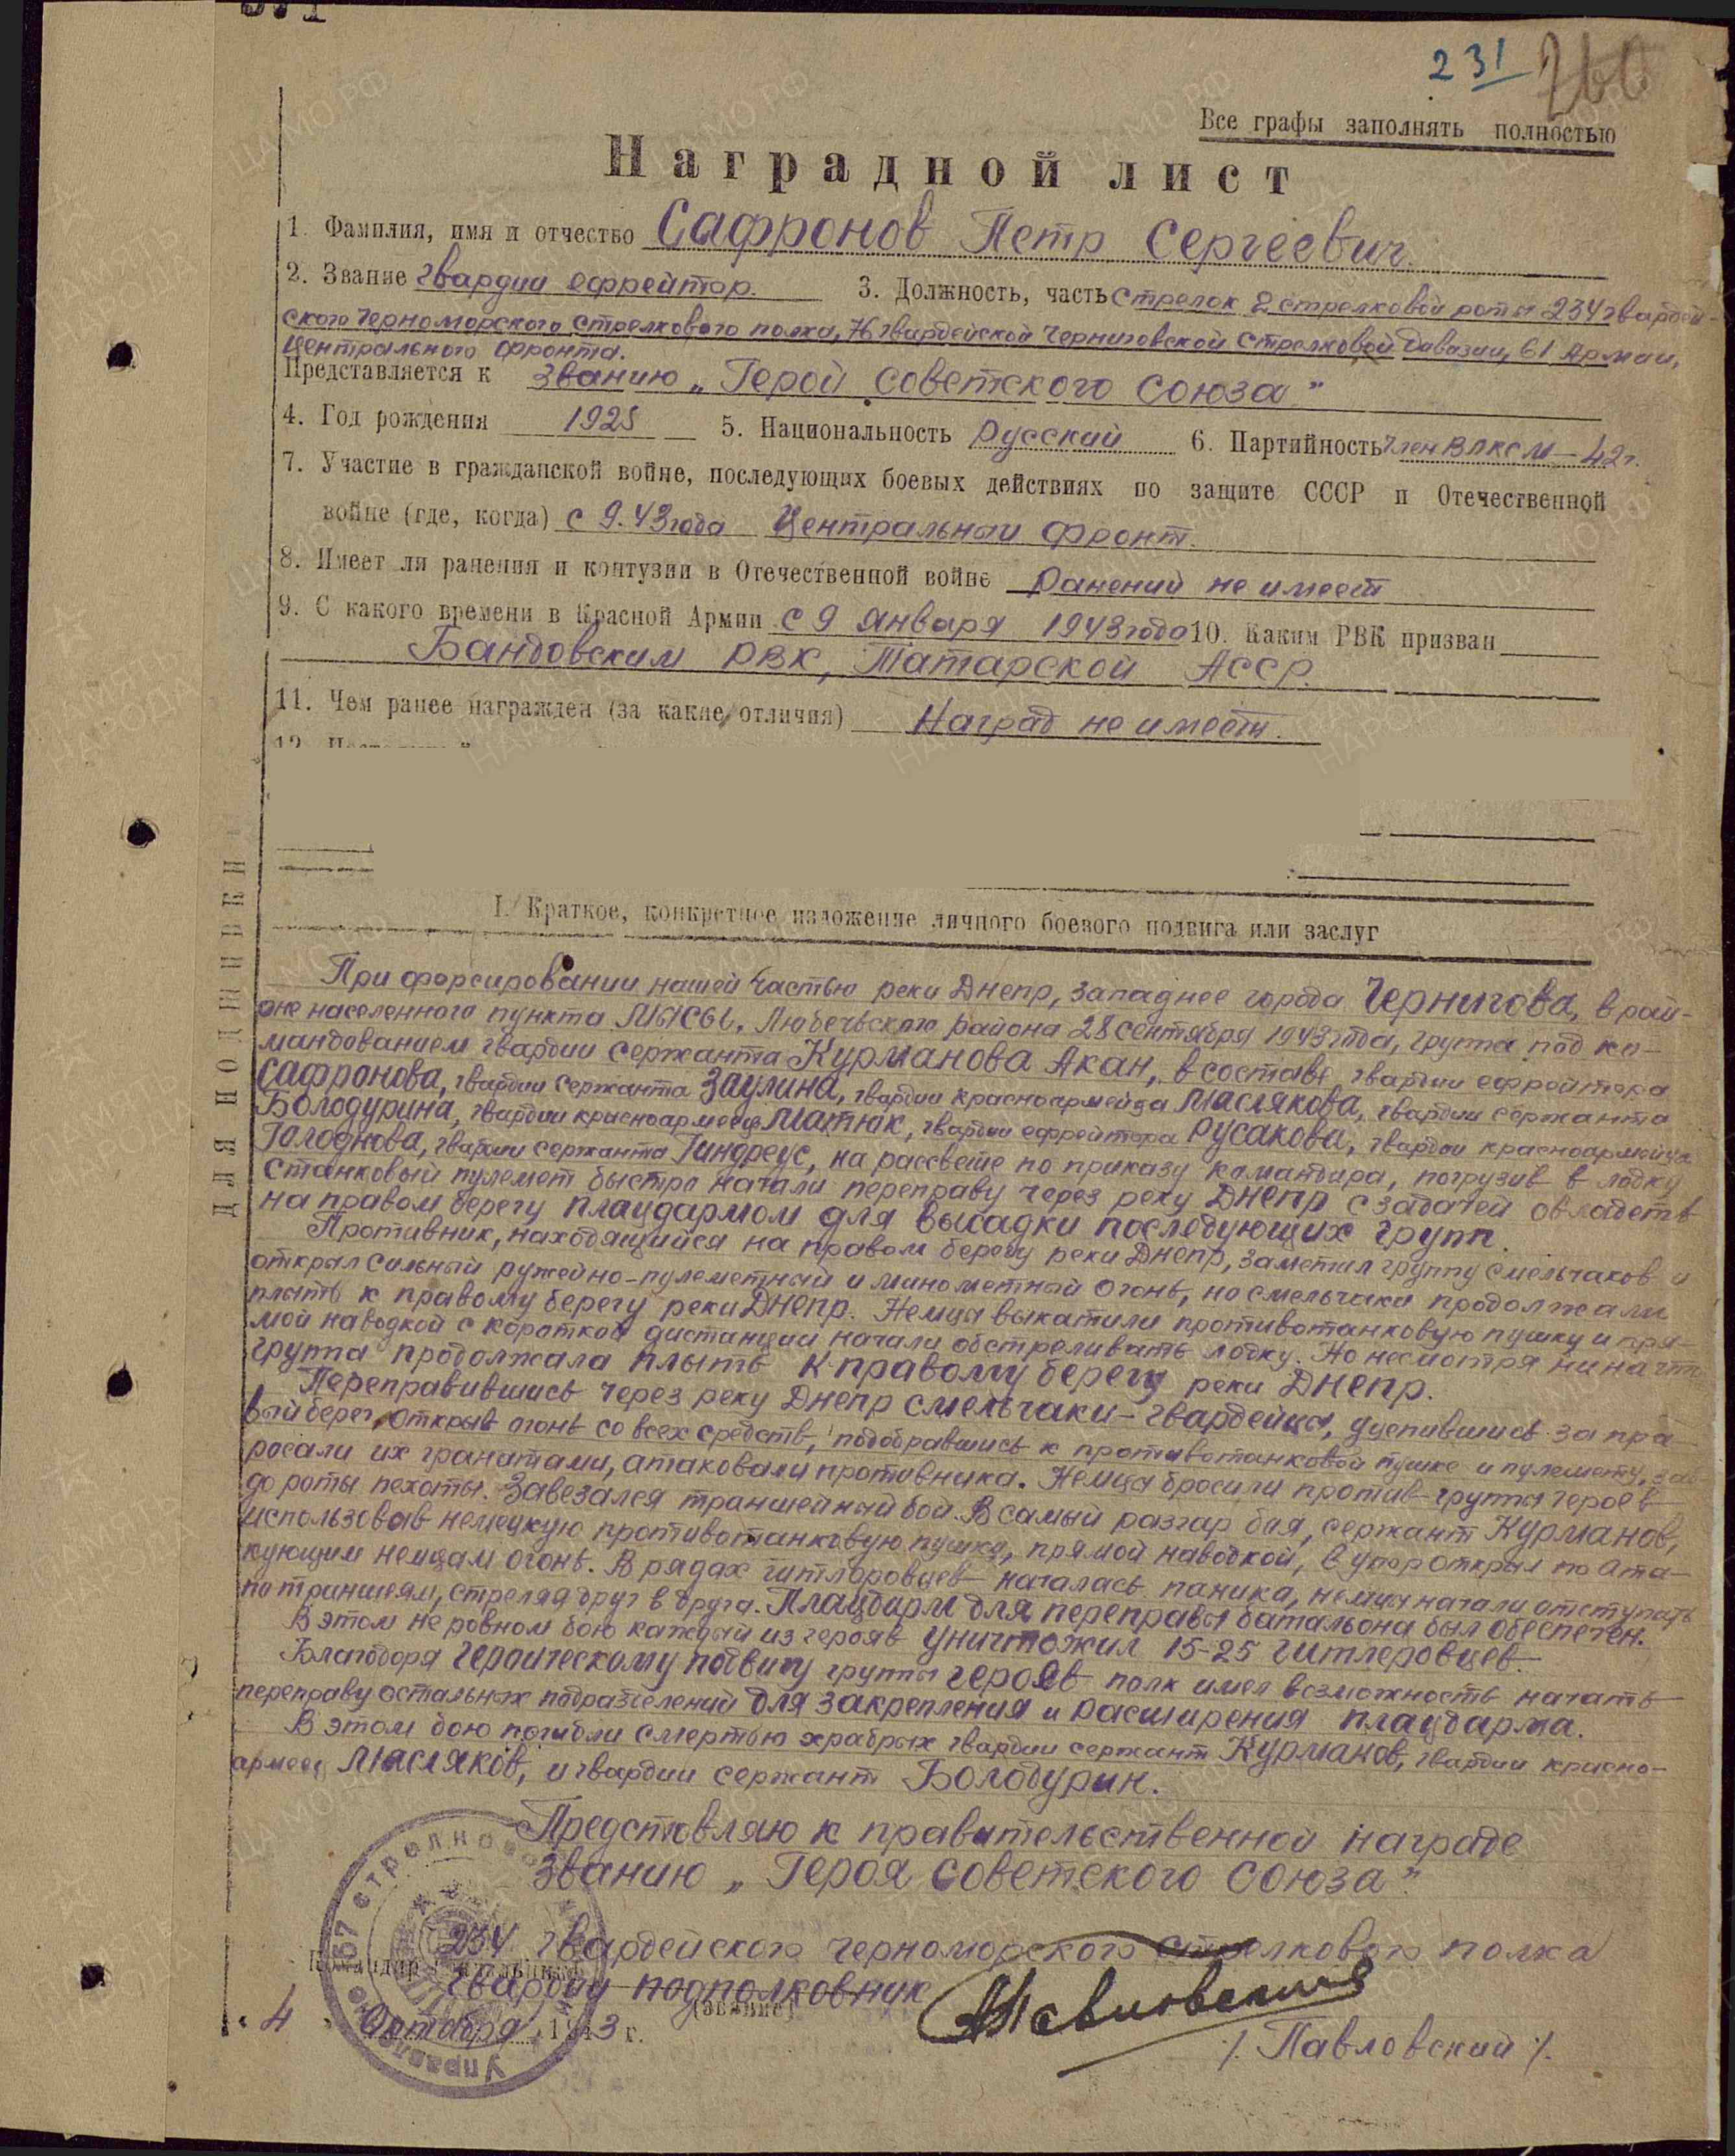 231 260
Все графы заполнять полностью
Наградной лист
1. Фамилия, имя и отчество Сафронов Петр Сергеевич
2. Звание гвардии ефрейтор. 3. Должность, часть стрелок 2 стрелковой роты 234 гвардей-
ского Черноморского стрелкового полка, 76 гвардейской Черниговской стрелковой дивизии, 61 Армии,
Центрального фронта.
Представляется к званию „Герой Советского Союза"
4. Год рождения 1925 5. Национальность Русский 6. Партийность член ВЛКСМ – 42 г.
7. Участие в гражданской войне, последующих боевых действиях по защите СССР и Отечественной
войне (где, когда) с 9.43 года Центральный фронт.
8. Имеет ли ранения и контузии в Отечественной войне Ранений не имеет
9. С какого времени в Красной Армии с 9 января 1943 года 10. Каким РВК призван
Бандовским РВК, Татарской АССР.
11. Чем ранее награжден (за какие отличия) Наград не имеет.
ДЛЯ ПОДШИВКИ
I. Краткое, конкретное изложение личного боевого подвига или заслуг
При форсировании нашей частью реки Днепр, западнее города Чернигова, в рай-
оне населенного пункта Мысы, Любечьского района 28 сентября 1943 года, группа под ко-
мандованием гвардии сержанта Курманова Акан, в составе гвардии ефрейтора
Сафронова, гвардии сержанта Заулина, гвардии красноармейца Маслякова, гвардии сержанта
Болодурина, гвардии красноармейца Матюк, гвардии ефрейтора Русакова, гвардии красноармейца
Голоднова, гвардии сержанта Гиндреус, на рассвете по приказу командира, погрузив в лодку
станковый пулемет быстро начали переправу через реку Днепр с задачей овладеть
на правом берегу плацдармом для высадки последующих групп.
Противник, находящийся на правом берегу реки Днепр, заметил группу смельчаков и
открыл сильный ружейно-пулеметный и минометный огонь, но смельчаки продолжали
плыть к правому берегу реки Днепр. Немцы выкатили противотанковую пушку и пря-
мой наводкой с короткой дистанции начали обстреливать лодку. Но несмотря ни на что
группа продолжала плыть к правому берегу реки Днепр.
Переправившись через реку Днепр смельчаки-гвардейцы, уцепившись за пра-
вый берег, открыв огонь со всех средств, подобравшись к противотанковой пушке и пулемету, заб-
росали их гранатами, атаковали противника. Немцы бросили против группы героев
до роты пехоты. Завезался траншейный бой. В самый разгар боя, сержант Курманов,
использовав немецкую противотанковую пушку, прямой наводкой, в упор открыл по ата-
кующим немцам огонь. В рядах гитлеровцев началась паника, немцы начали отступать
по траншеям, стреляя друг в друга. Плацдарм для переправы батальона был обеспечен.
В этом не ровном бою каждый из героев уничтожил 15-25 гитлеровцев.
Благодоря героическому подвигу группы героев полк имел возможность начать
переправу остальных подразделений для закрепления и расширения плацдарма.
В этом бою погибли смертью храбрых гвардии сержант Курманов, гвардии красно-
армеец Масляков, и гвардии сержант Болодурин.
Представляю к правительственной награде
Званию „Героя Советского Союза"
234 гвардейского Черноморского стрелкового полка
Командир (начальник)
гвардии подполковник
(звание)
4 Октября 1943 г.
/. Павловский /.